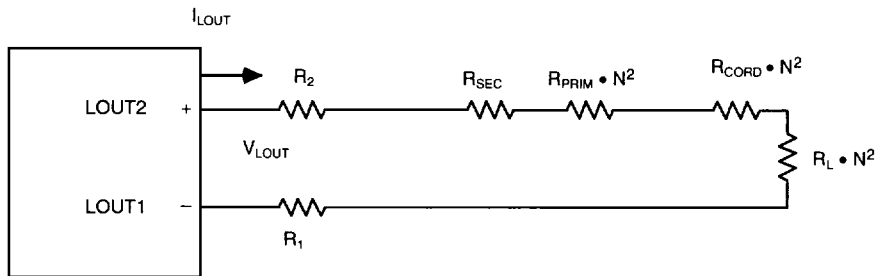 I_LOUT
R_2
R_SEC
R_PRIM • N²
R_CORD • N²
LOUT2 +
V_LOUT
R_L • N²
LOUT1 −
R_1